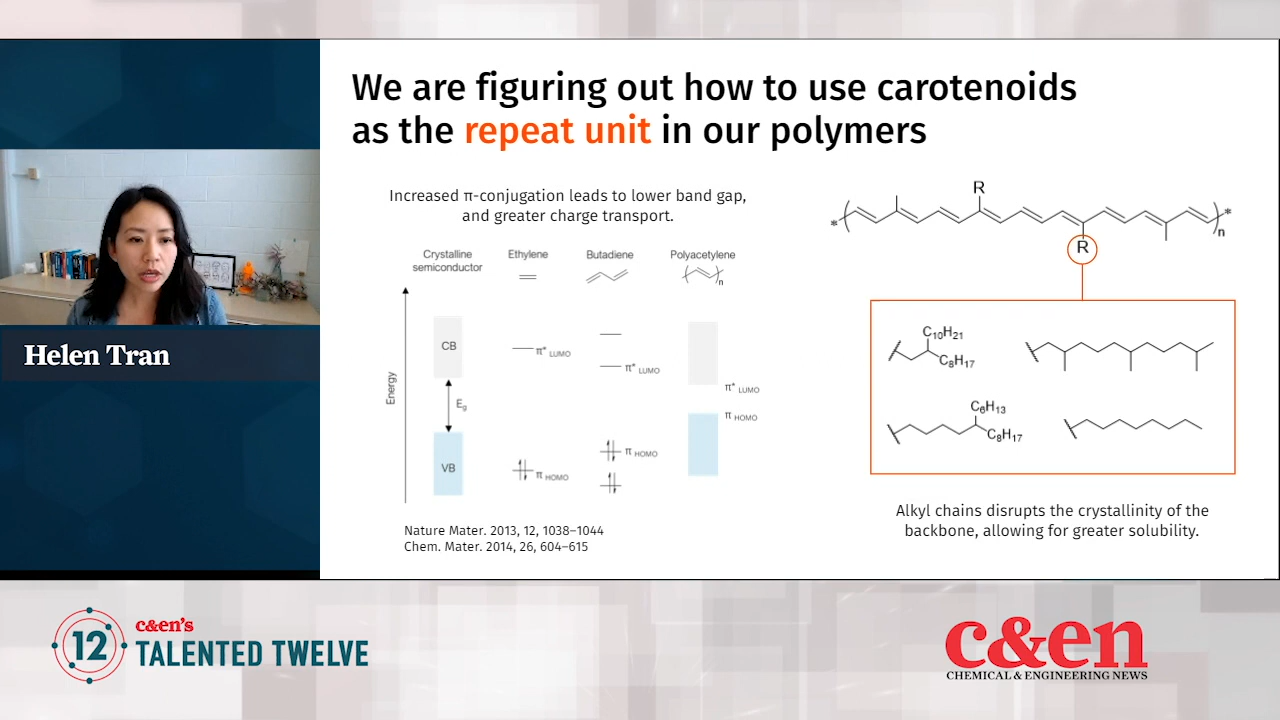 We are figuring out how to use carotenoids
as the repeat unit in our polymers
Increased π-conjugation leads to lower band gap,
and greater charge transport.
Crystalline
semiconductor
Ethylene
Butadiene
Polyacetylene
n
Energy
CB
Eg
VB
π* LUMO
π HOMO
π* LUMO
π HOMO
π* LUMO
π HOMO
Nature Mater. 2013, 12, 1038–1044
Chem. Mater. 2014, 26, 604–615
R
*
*
n
R
C10H21
C8H17
C6H13
C8H17
Alkyl chains disrupts the crystallinity of the
backbone, allowing for greater solubility.
Helen Tran
12
c&en's
TALENTED TWELVE
c&en
CHEMICAL & ENGINEERING NEWS